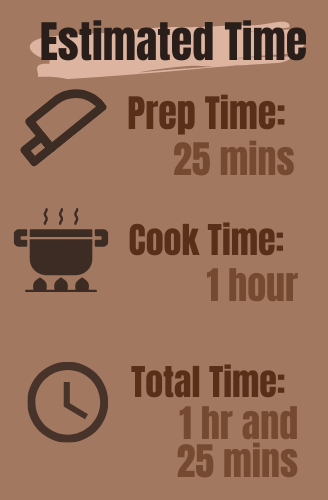 Estimated Time
Prep Time:
25 mins
Cook Time:
1 hour
Total Time:
1 hr and
25 mins